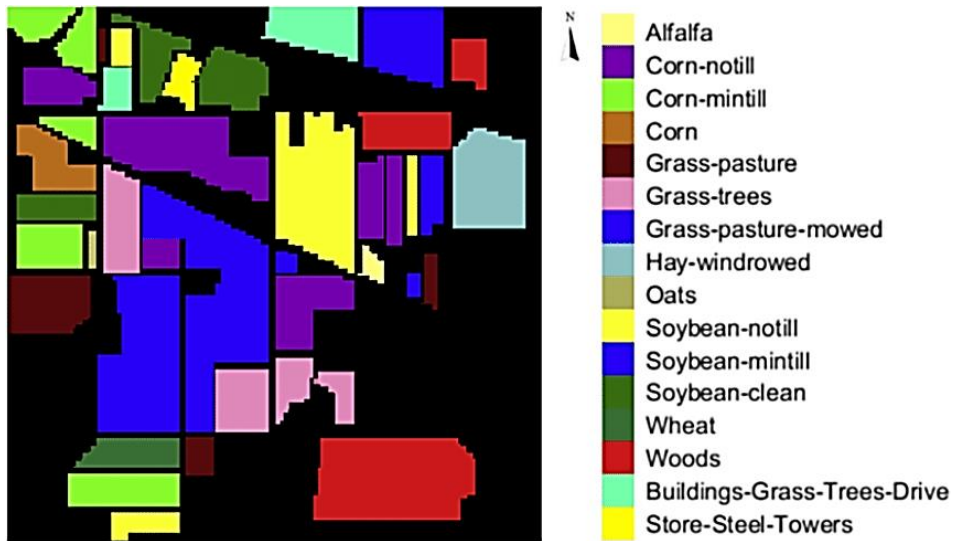 N
Alfalfa
Corn-notill
Corn-mintill
Corn
Grass-pasture
Grass-trees
Grass-pasture-mowed
Hay-windrowed
Oats
Soybean-notill
Soybean-mintill
Soybean-clean
Wheat
Woods
Buildings-Grass-Trees-Drive
Store-Steel-Towers